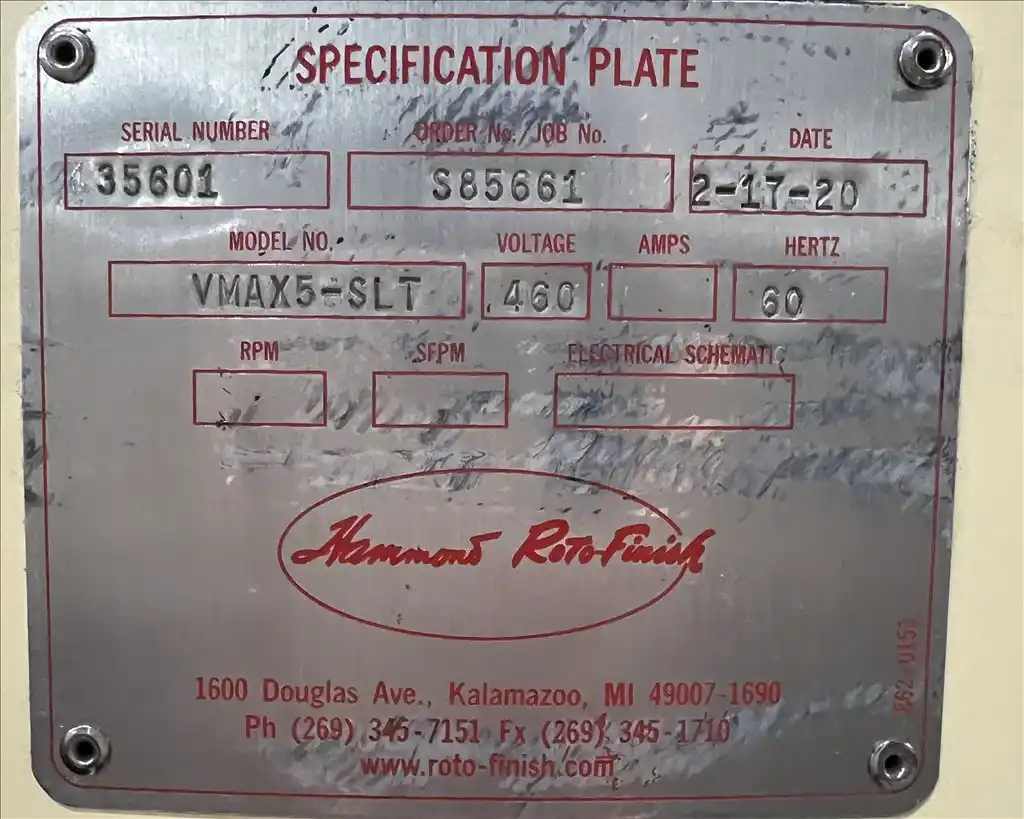 SPECIFICATION PLATE
SERIAL NUMBER ORDER No./JOB No. DATE
35601 S85661 2-17-20
MODEL NO. VOLTAGE AMPS HERTZ
VMAX5-SLT 460 60
RPM SFPM ELECTRICAL SCHEMATIC
Hammond Roto-Finish
1600 Douglas Ave., Kalamazoo, MI 49007-1690
Ph (269) 345-7151 Fx (269) 345-1710
www.roto-finish.com